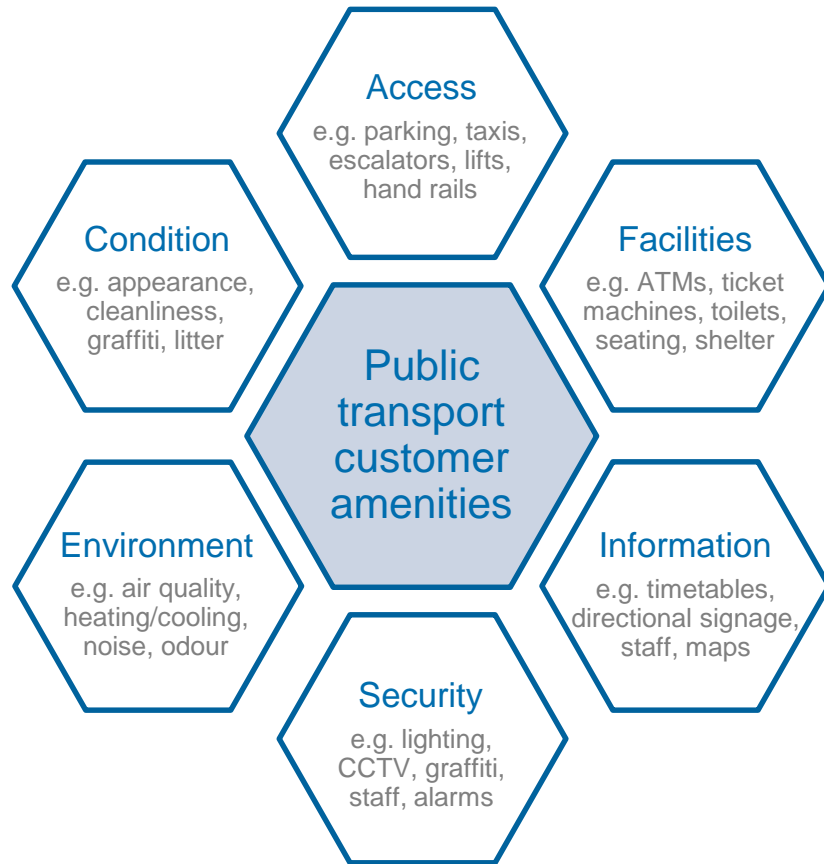 Access
e.g. parking, taxis,
escalators, lifts,
hand rails
Condition
e.g. appearance,
cleanliness,
graffiti, litter
Facilities
e.g. ATMs, ticket
machines, toilets,
seating, shelter
Public
transport
customer
amenities
Environment
e.g. air quality,
heating/cooling,
noise, odour
Information
e.g. timetables,
directional signage,
staff, maps
Security
e.g. lighting,
CCTV, graffiti,
staff, alarms